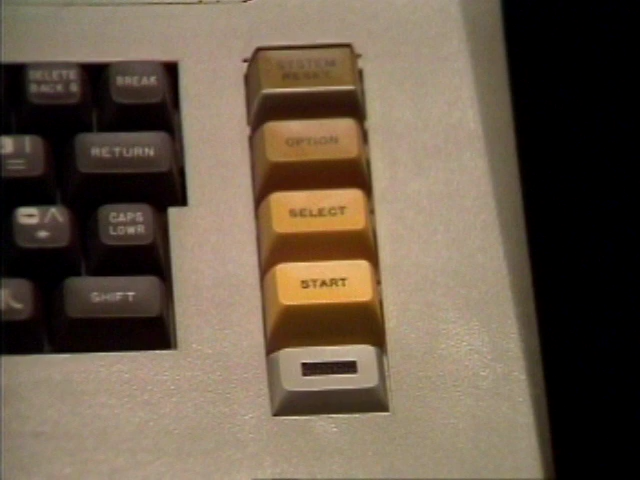 DELETE
BACK S
BREAK
RETURN
CAPS
LOWR
SHIFT
SYSTEM
RESET
OPTION
SELECT
START